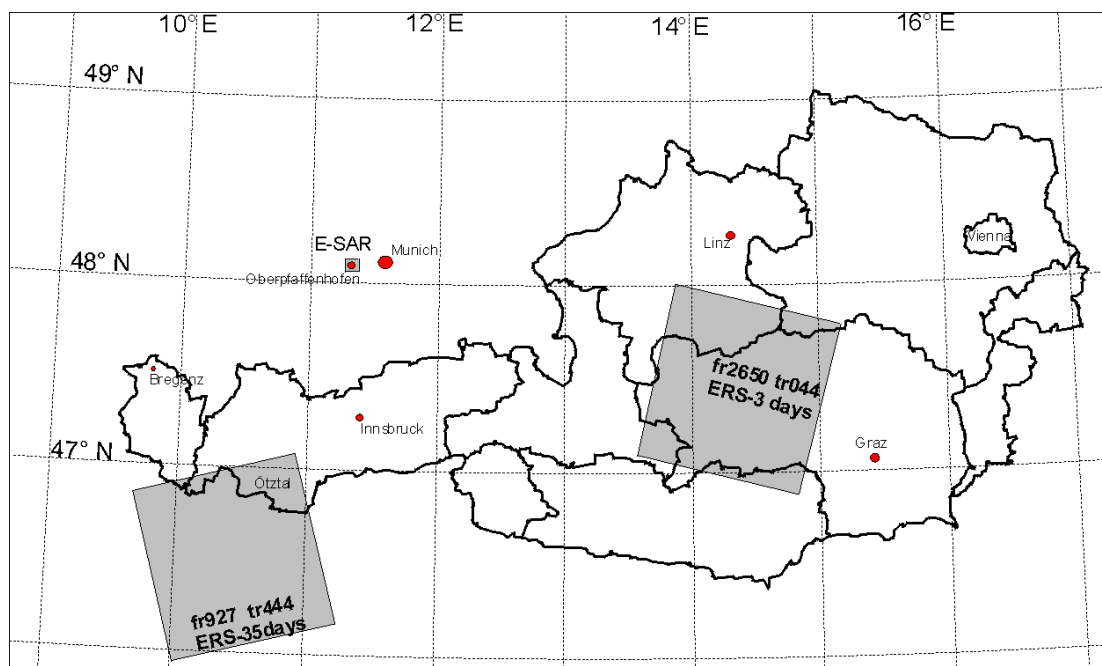 10° E
12° E
14° E
16° E
49° N
E-SAR
Munich
Oberpfaffenhofen
48° N
Linz
Vienna
Bregenz
Innsbruck
fr2650 tr044
ERS-3 days
Graz
47° N
Ötztal
fr927 tr444
ERS-35days